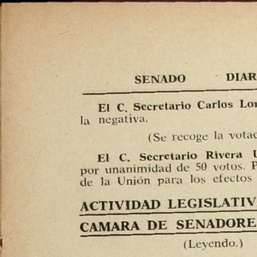 SENADO DIAR
El C. Secretario Carlos Lor
la negativa.
(Se recoge la votac
El C. Secretario Rivera U
por unanimidad de 50 votos. P
de la Unión para los efectos
ACTIVIDAD LEGISLATIV
CAMARA DE SENADORE
(Leyendo.)